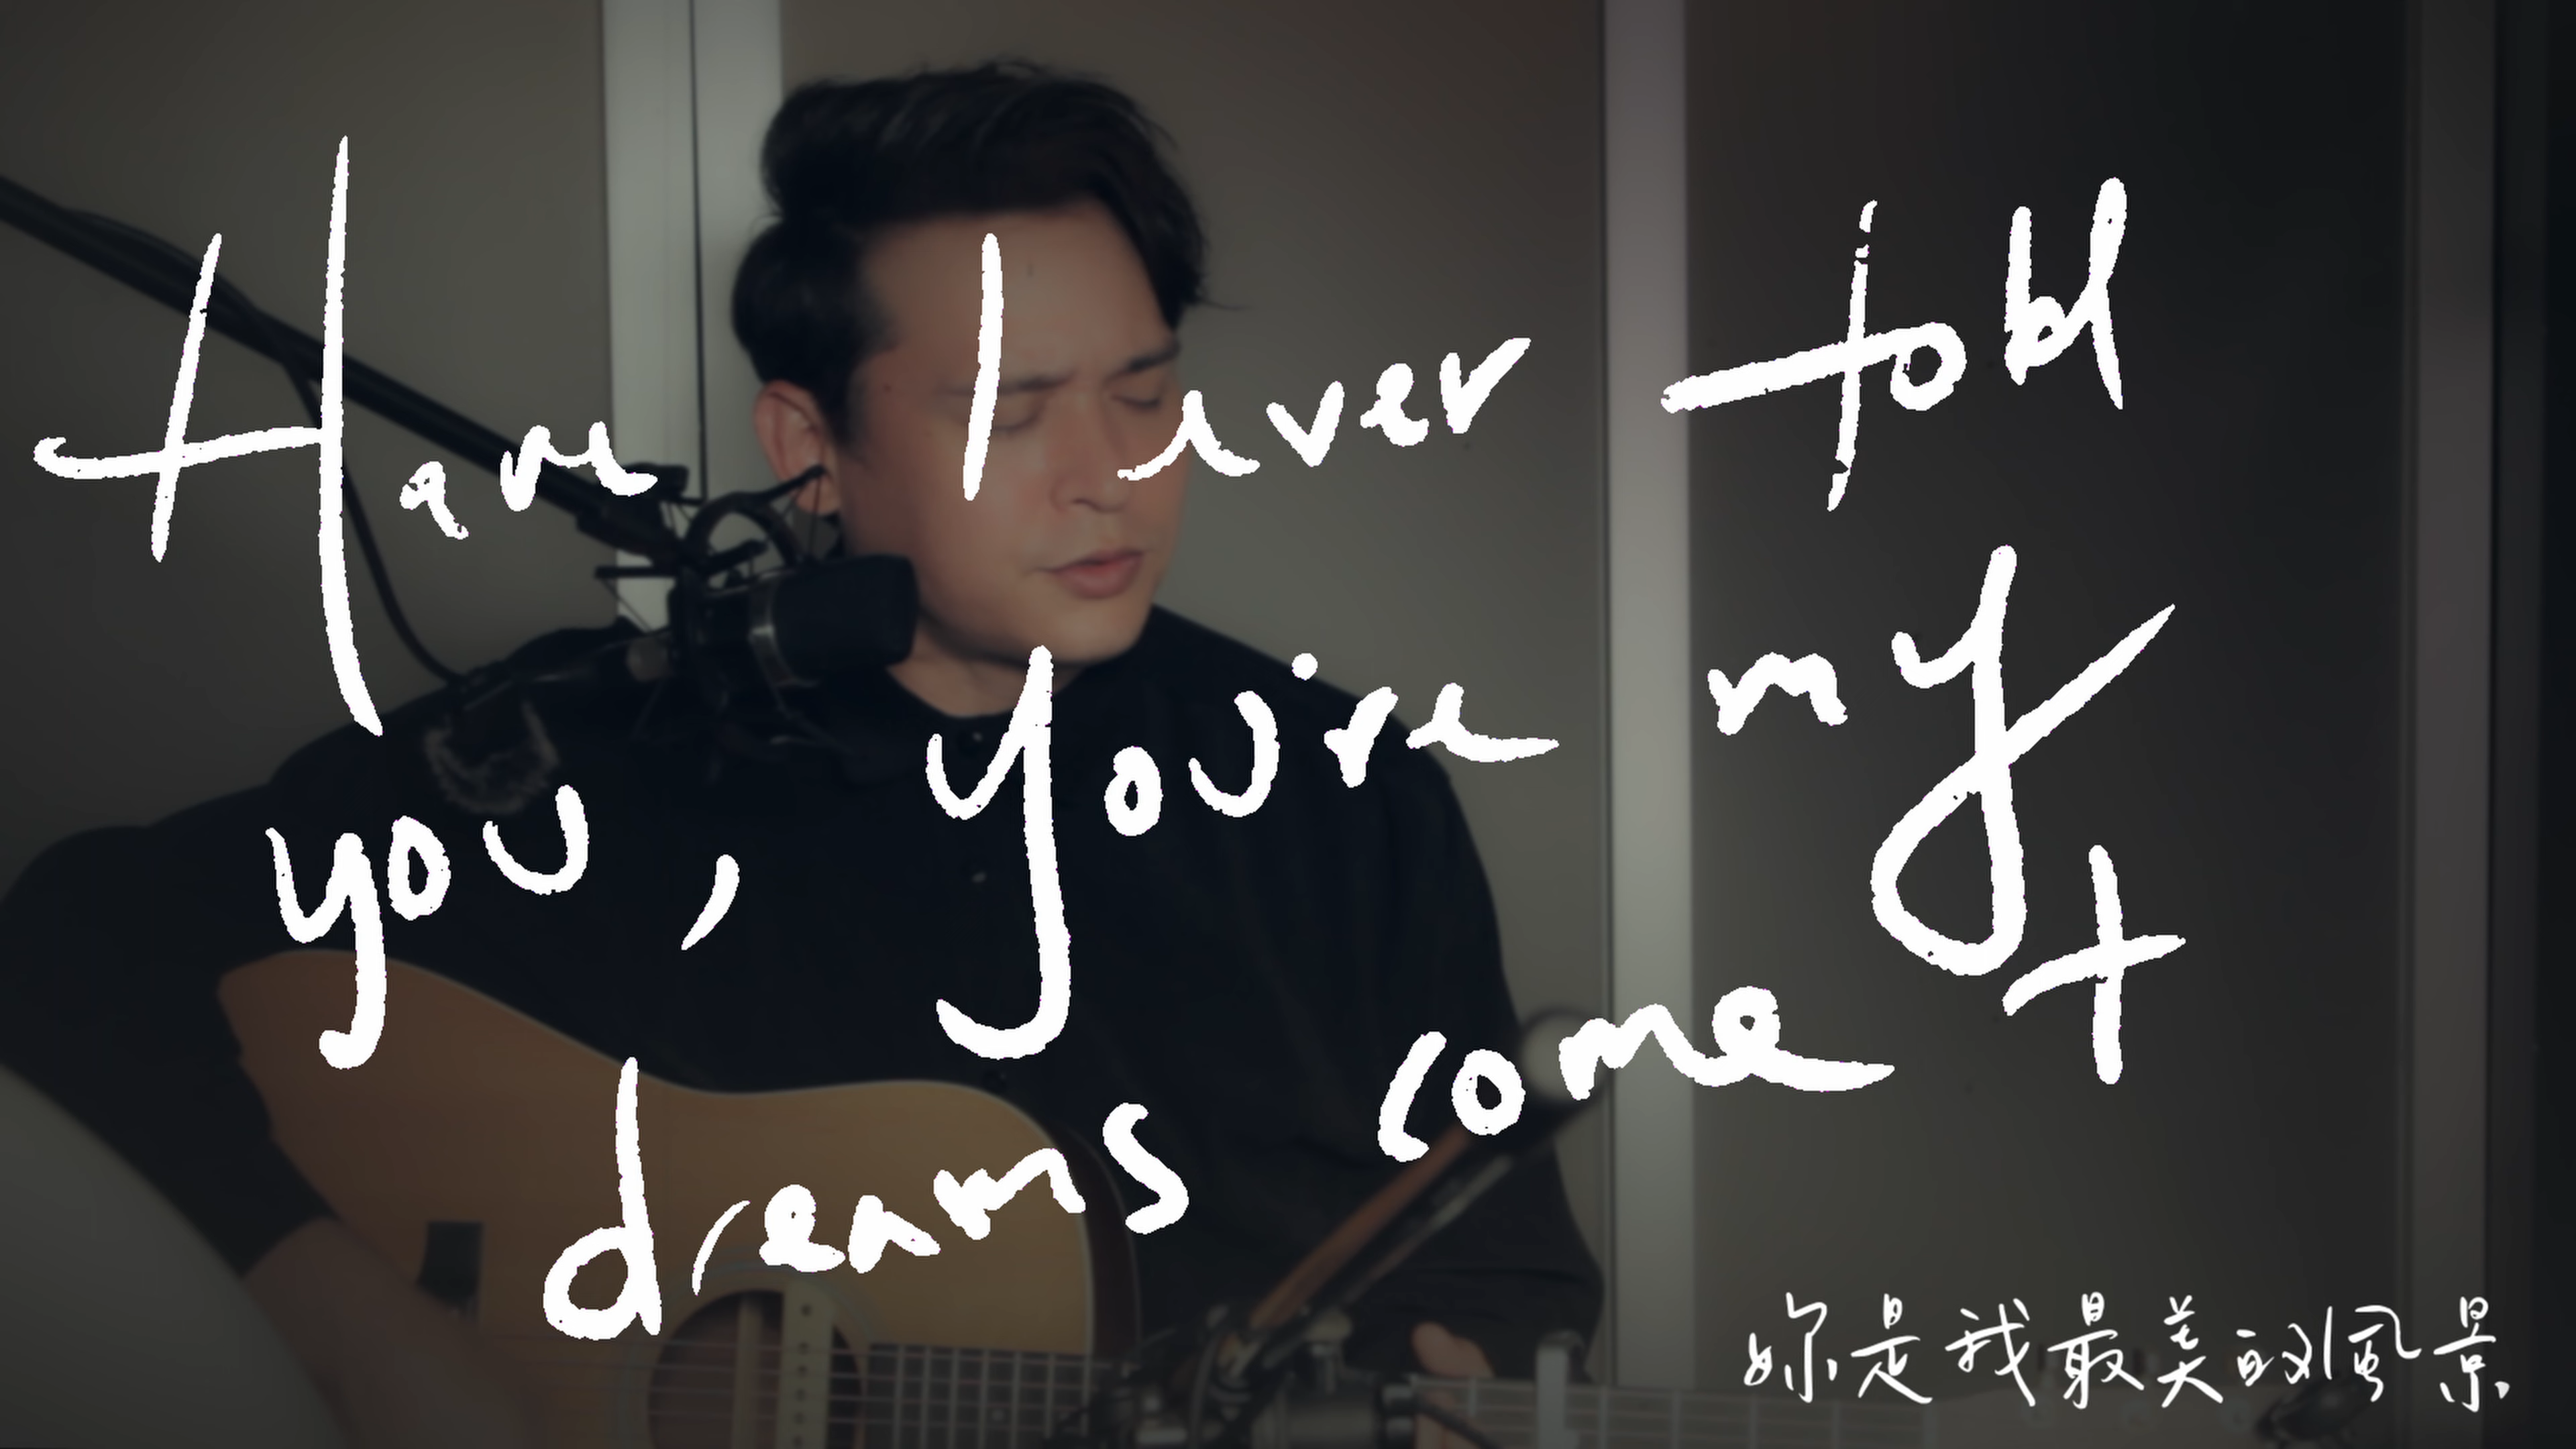 Have I ever told
you, you're my
dreams come t
妳是我最美的風景